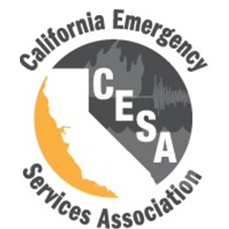 California Emergency
CESA
Services Association